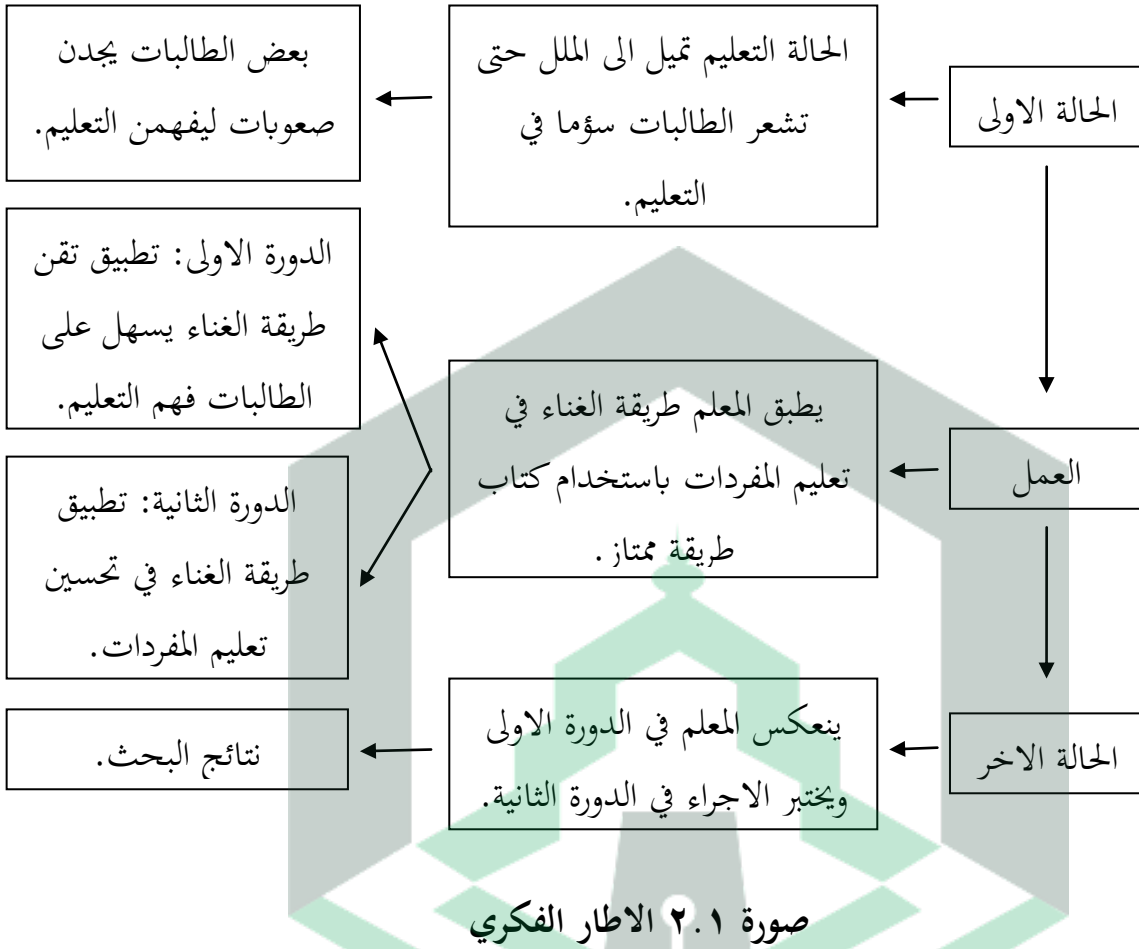 الحالة الاولى
الحالة التعليم تميل الى الملل حتى
تشعر الطالبات سؤما في
التعليم.
بعض الطالبات يجدن
صعوبات ليفهمن التعليم.
العمل
يطبق المعلم طريقة الغناء في
تعليم المفردات باستخدام كتاب
طريقة ممتاز.
الدورة الاولى: تطبيق تقن
طريقة الغناء يسهل على
الطالبات فهم التعليم.
الدورة الثانية: تطبيق
طريقة الغناء في تحسين
تعليم المفردات.
الحالة الاخر
ينعكس المعلم في الدورة الاولى
ويختبر الاجراء في الدورة الثانية.
نتائج البحث.
صورة ٢.١ الاطار الفكري